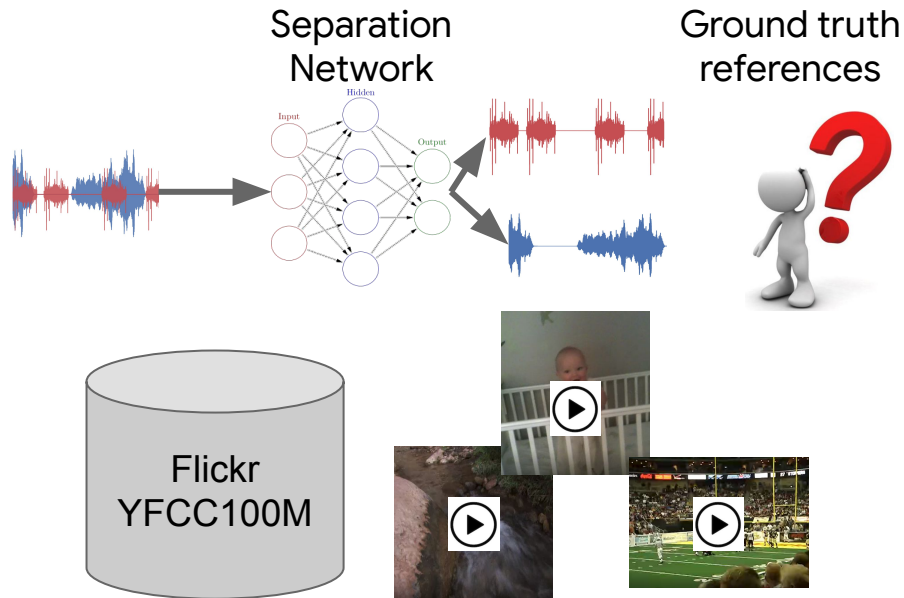 Separation
Network
Ground truth
references
Hidden
Input
Output
Flickr
YFCC100M